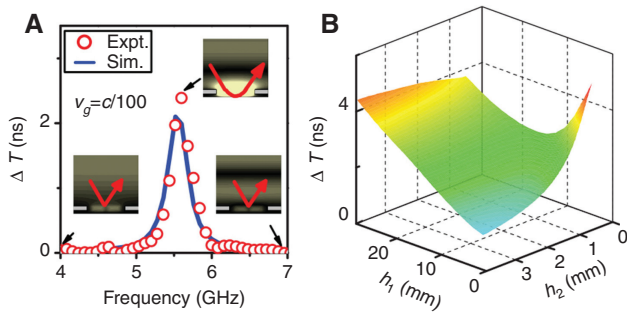 A
Expt.
Sim.
v_g=c/100
Δ T (ns)
2
0
4
5
6
7
Frequency (GHz)
B
Δ T (ns)
4
0
20
10
0
h_1 (mm)
3
2
1
0
h_2 (mm)